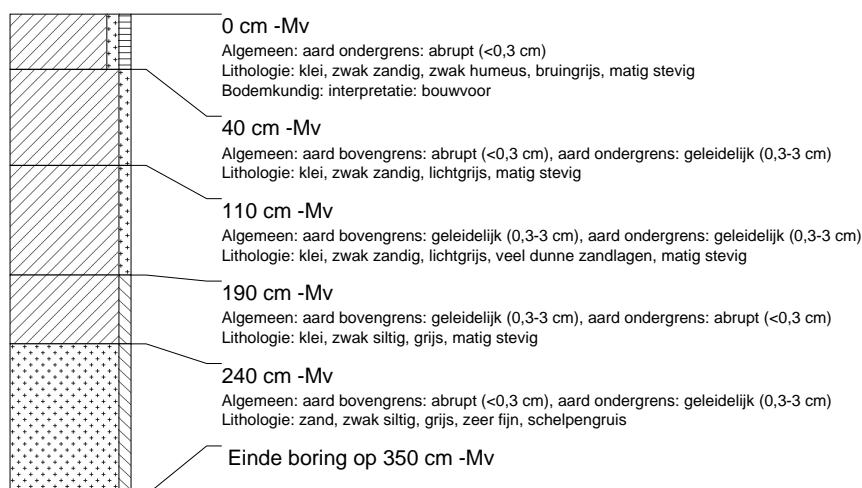 0 cm -Mv
Algemeen: aard ondergrens: abrupt (<0,3 cm)
Lithologie: klei, zwak zandig, zwak humeus, bruingrijs, matig stevig
Bodemkundig: interpretatie: bouwvoor
40 cm -Mv
Algemeen: aard bovengrens: abrupt (<0,3 cm), aard ondergrens: geleidelijk (0,3-3 cm)
Lithologie: klei, zwak zandig, lichtgrijs, matig stevig
110 cm -Mv
Algemeen: aard bovengrens: geleidelijk (0,3-3 cm), aard ondergrens: geleidelijk (0,3-3 cm)
Lithologie: klei, zwak zandig, lichtgrijs, veel dunne zandlagen, matig stevig
190 cm -Mv
Algemeen: aard bovengrens: geleidelijk (0,3-3 cm), aard ondergrens: abrupt (<0,3 cm)
Lithologie: klei, zwak siltig, grijs, matig stevig
240 cm -Mv
Algemeen: aard bovengrens: abrupt (<0,3 cm), aard ondergrens: geleidelijk (0,3-3 cm)
Lithologie: zand, zwak siltig, grijs, zeer fijn, schelpengruis
Einde boring op 350 cm -Mv